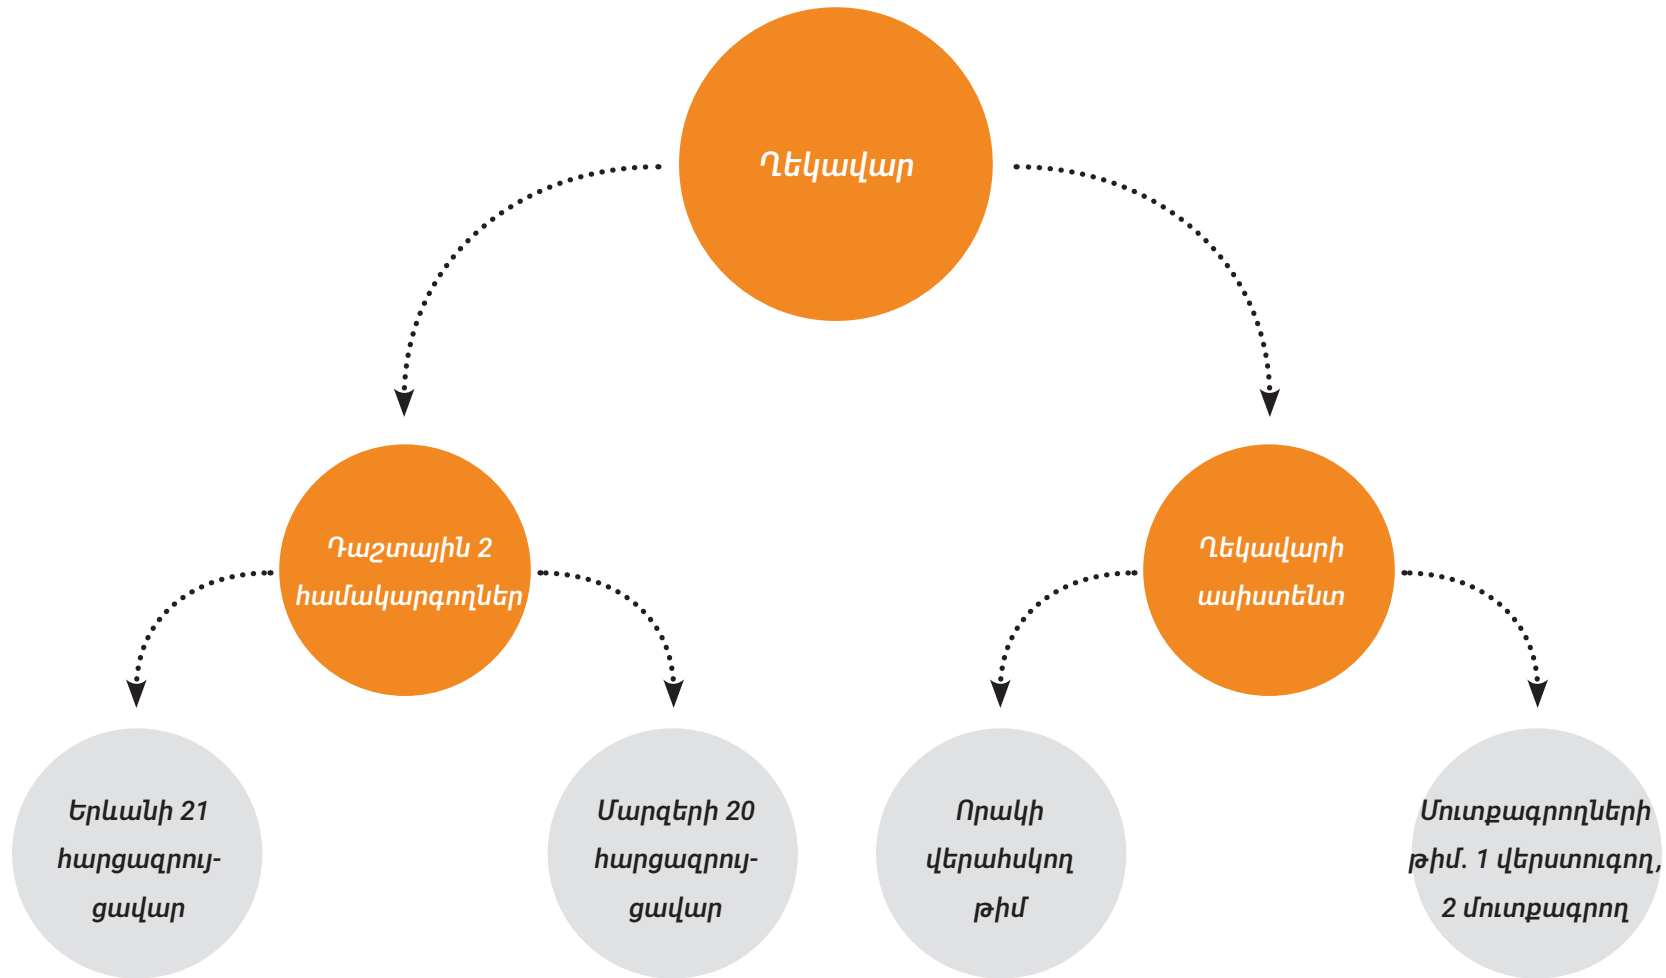 Ղեկավար
Դաշտային 2
համակարգողներ
Ղեկավարի
ասիստենտ
Երևանի 21
հարցազրույ-
ցավար
Մարզերի 20
հարցազրույ-
ցավար
Որակի
վերահսկող
թիմ
Մուտքագրողների
թիմ. 1 վերստուգող,
2 մուտքագրող